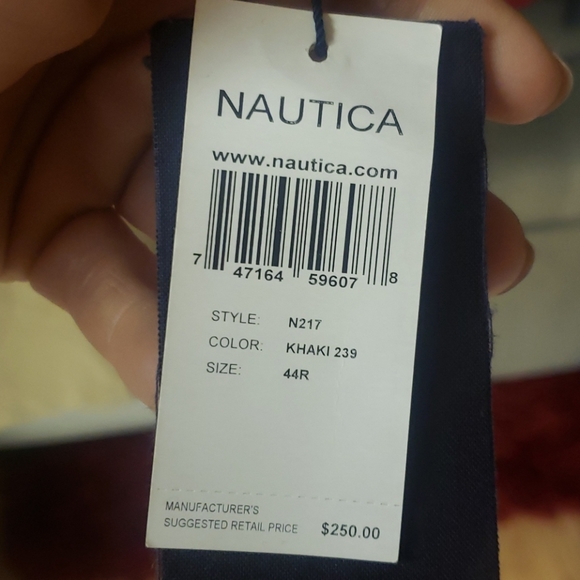 NAUTICA
www.nautica.com
7 47164 59607 8
STYLE: N217
COLOR: KHAKI 239
SIZE: 44R
MANUFACTURER'S
SUGGESTED RETAIL PRICE $250.00